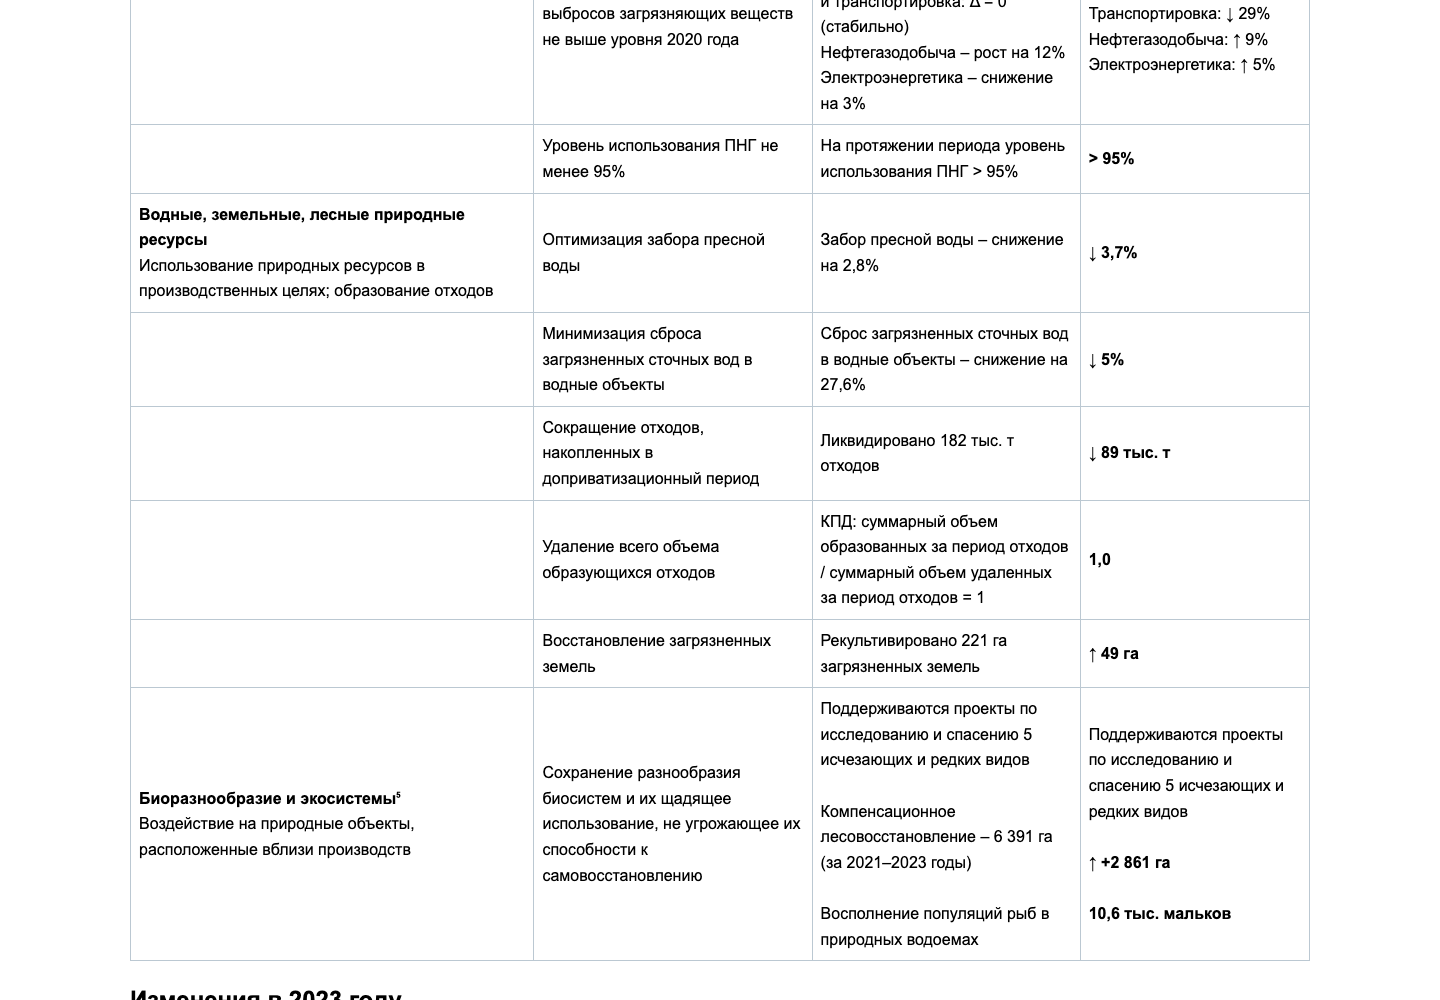 выбросов загрязняющих веществ
не выше уровня 2020 года
и транспортировка: Δ = 0
(стабильно)
Нефтегазодобыча – рост на 12%
Электроэнергетика – снижение
на 3%
Транспортировка: ↓ 29%
Нефтегазодобыча: ↑ 9%
Электроэнергетика: ↑ 5%
Уровень использования ПНГ не
менее 95%
На протяжении периода уровень
использования ПНГ > 95%
> 95%
Водные, земельные, лесные природные
ресурсы
Использование природных ресурсов в
производственных целях; образование отходов
Оптимизация забора пресной
воды
Забор пресной воды – снижение
на 2,8%
↓ 3,7%
Минимизация сброса
загрязненных сточных вод в
водные объекты
Сброс загрязненных сточных вод
в водные объекты – снижение на
27,6%
↓ 5%
Сокращение отходов,
накопленных в
доприватизационный период
Ликвидировано 182 тыс. т
отходов
↓ 89 тыс. т
Удаление всего объема
образующихся отходов
КПД: суммарный объем
образованных за период отходов
/ суммарный объем удаленных
за период отходов = 1
1,0
Восстановление загрязненных
земель
Рекультивировано 221 га
загрязненных земель
↑ 49 га
Биоразнообразие и экосистемы⁵
Воздействие на природные объекты,
расположенные вблизи производств
Сохранение разнообразия
биосистем и их щадящее
использование, не угрожающее их
способности к
самовосстановлению
Поддерживаются проекты по
исследованию и спасению 5
исчезающих и редких видов
Компенсационное
лесовосстановление – 6 391 га
(за 2021–2023 годы)
Восполнение популяций рыб в
природных водоемах
Поддерживаются проекты
по исследованию и
спасению 5 исчезающих и
редких видов
↑ +2 861 га
10,6 тыс. мальков
Изменения в 2023 году